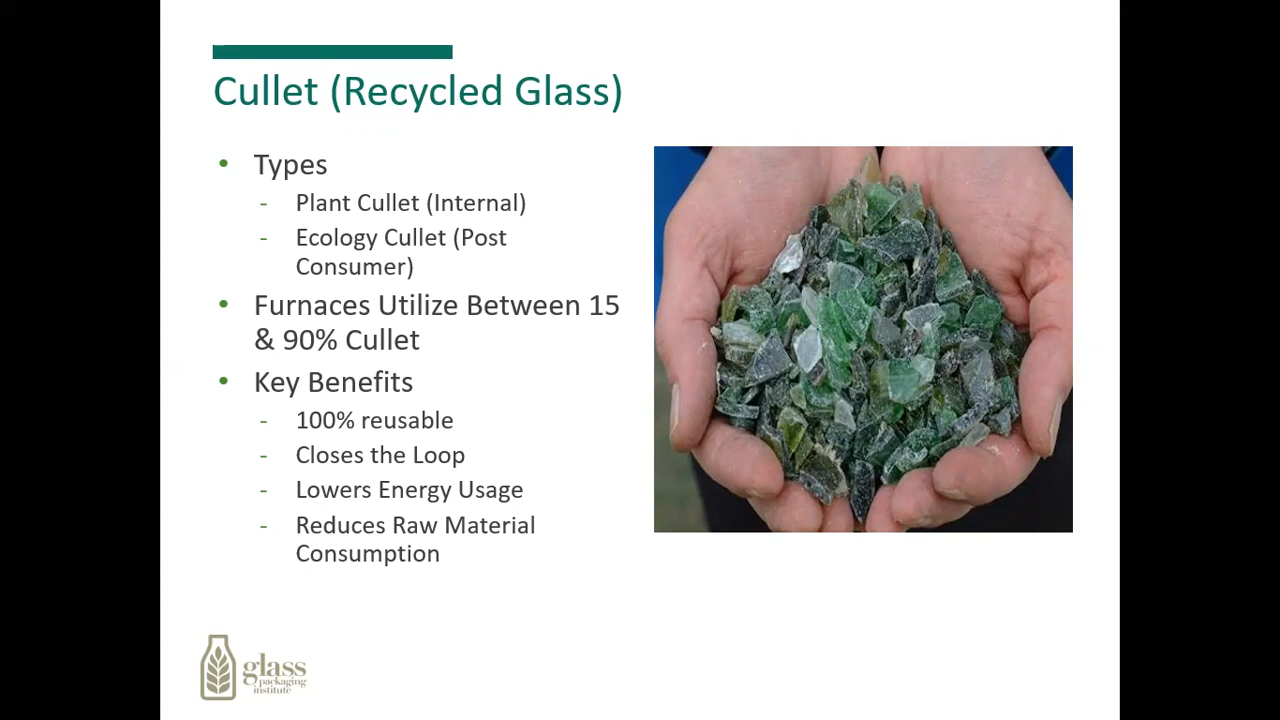 Cullet (Recycled Glass)
• Types
- Plant Cullet (Internal)
- Ecology Cullet (Post
Consumer)
• Furnaces Utilize Between 15
& 90% Cullet
• Key Benefits
- 100% reusable
- Closes the Loop
- Lowers Energy Usage
- Reduces Raw Material
Consumption
glass
packaging
institute